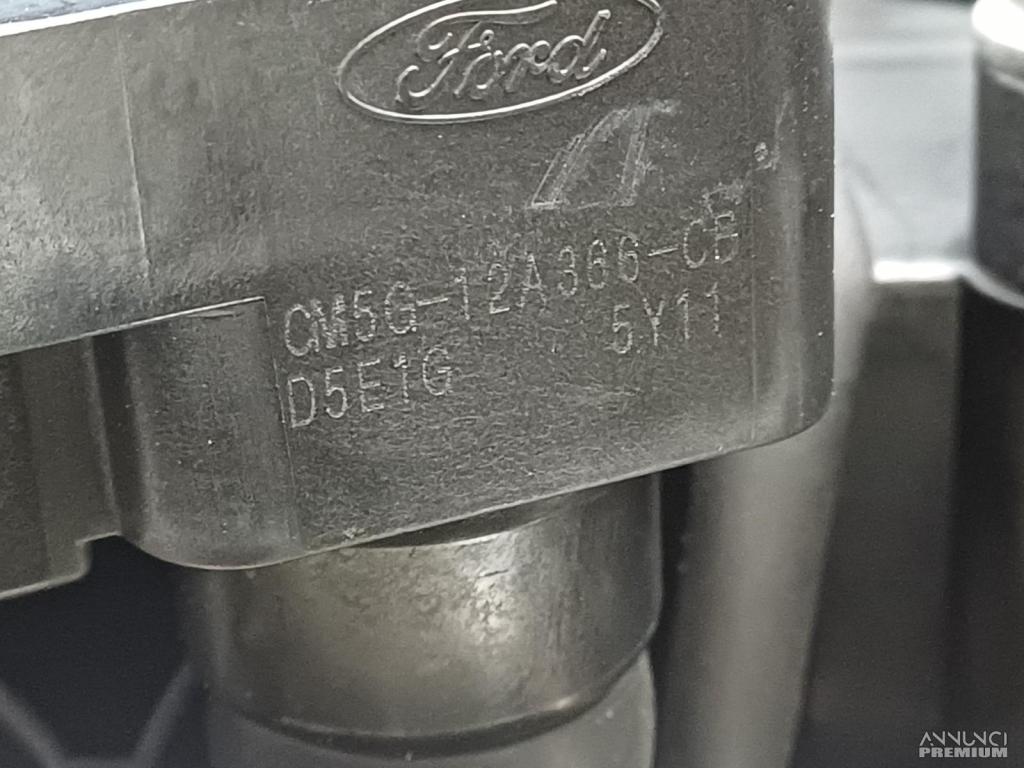 Ford
CM5G-12A366-CB
5Y11
D5E1G
ANNUNCI
PREMIUM